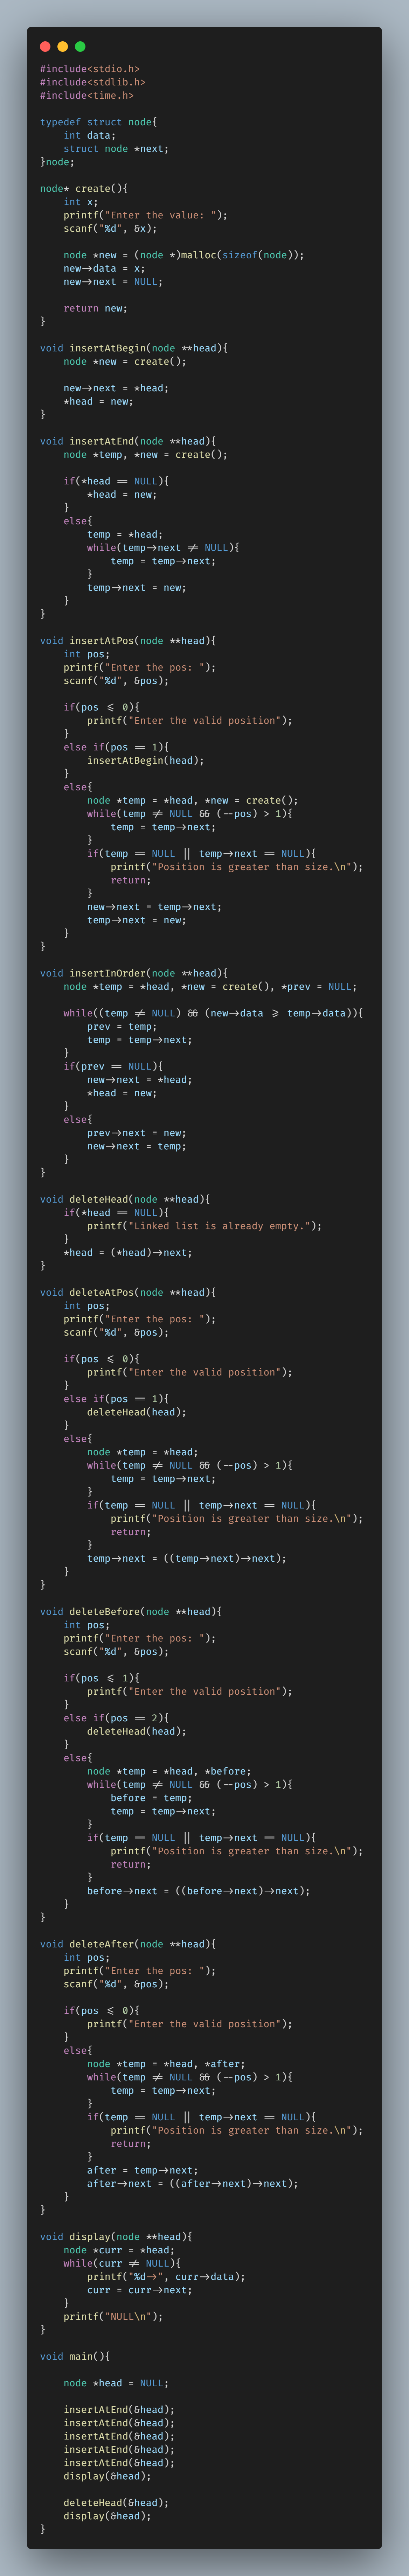 #include<stdio.h>
#include<stdlib.h>
#include<time.h>

typedef struct node{
    int data;
    struct node *next;
}node;

node* create(){
    int x;
    printf("Enter the value: ");
    scanf("%d", &x);

    node *new = (node *)malloc(sizeof(node));
    new->data = x;
    new->next = NULL;

    return new;
}

void insertAtBegin(node **head){
    node *new = create();

    new->next = *head;
    *head = new;
}

void insertAtEnd(node **head){
    node *temp, *new = create();

    if(*head == NULL){
        *head = new;
    }
    else{
        temp = *head;
        while(temp->next != NULL){
            temp = temp->next;
        }
        temp->next = new;
    }
}

void insertAtPos(node **head){
    int pos;
    printf("Enter the pos: ");
    scanf("%d", &pos);

    if(pos <= 0){
        printf("Enter the valid position");
    }
    else if(pos == 1){
        insertAtBegin(head);
    }
    else{
        node *temp = *head, *new = create();
        while(temp != NULL && (--pos) > 1){
            temp = temp->next;
        }
        if(temp == NULL || temp->next == NULL){
            printf("Position is greater than size.\n");
            return;
        }
        new->next = temp->next;
        temp->next = new;
    }
}

void insertInOrder(node **head){
    node *temp = *head, *new = create(), *prev = NULL;

    while((temp != NULL) && (new->data >= temp->data)){
        prev = temp;
        temp = temp->next;
    }
    if(prev == NULL){
        new->next = *head;
        *head = new;
    }
    else{
        prev->next = new;
        new->next = temp;
    }
}

void deleteHead(node **head){
    if(*head == NULL){
        printf("Linked list is already empty.");
    }
    *head = (*head)->next;
}

void deleteAtPos(node **head){
    int pos;
    printf("Enter the pos: ");
    scanf("%d", &pos);

    if(pos <= 0){
        printf("Enter the valid position");
    }
    else if(pos == 1){
        deleteHead(head);
    }
    else{
        node *temp = *head;
        while(temp != NULL && (--pos) > 1){
            temp = temp->next;
        }
        if(temp == NULL || temp->next == NULL){
            printf("Position is greater than size.\n");
            return;
        }
        temp->next = ((temp->next)->next);
    }
}

void deleteBefore(node **head){
    int pos;
    printf("Enter the pos: ");
    scanf("%d", &pos);

    if(pos <= 1){
        printf("Enter the valid position");
    }
    else if(pos == 2){
        deleteHead(head);
    }
    else{
        node *temp = *head, *before;
        while(temp != NULL && (--pos) > 1){
            before = temp;
            temp = temp->next;
        }
        if(temp == NULL || temp->next == NULL){
            printf("Position is greater than size.\n");
            return;
        }
        before->next = ((before->next)->next);
    }
}

void deleteAfter(node **head){
    int pos;
    printf("Enter the pos: ");
    scanf("%d", &pos);

    if(pos <= 0){
        printf("Enter the valid position");
    }
    else{
        node *temp = *head, *after;
        while(temp != NULL && (--pos) > 1){
            temp = temp->next;
        }
        if(temp == NULL || temp->next == NULL){
            printf("Position is greater than size.\n");
            return;
        }
        after = temp->next;
        after->next = ((after->next)->next);
    }
}

void display(node **head){
    node *curr = *head;
    while(curr != NULL){
        printf("%d->", curr->data);
        curr = curr->next;
    }
    printf("NULL\n");
}

void main(){

    node *head = NULL;

    insertAtEnd(&head);
    insertAtEnd(&head);
    insertAtEnd(&head);
    insertAtEnd(&head);
    insertAtEnd(&head);
    display(&head);

    deleteHead(&head);
    display(&head);
}